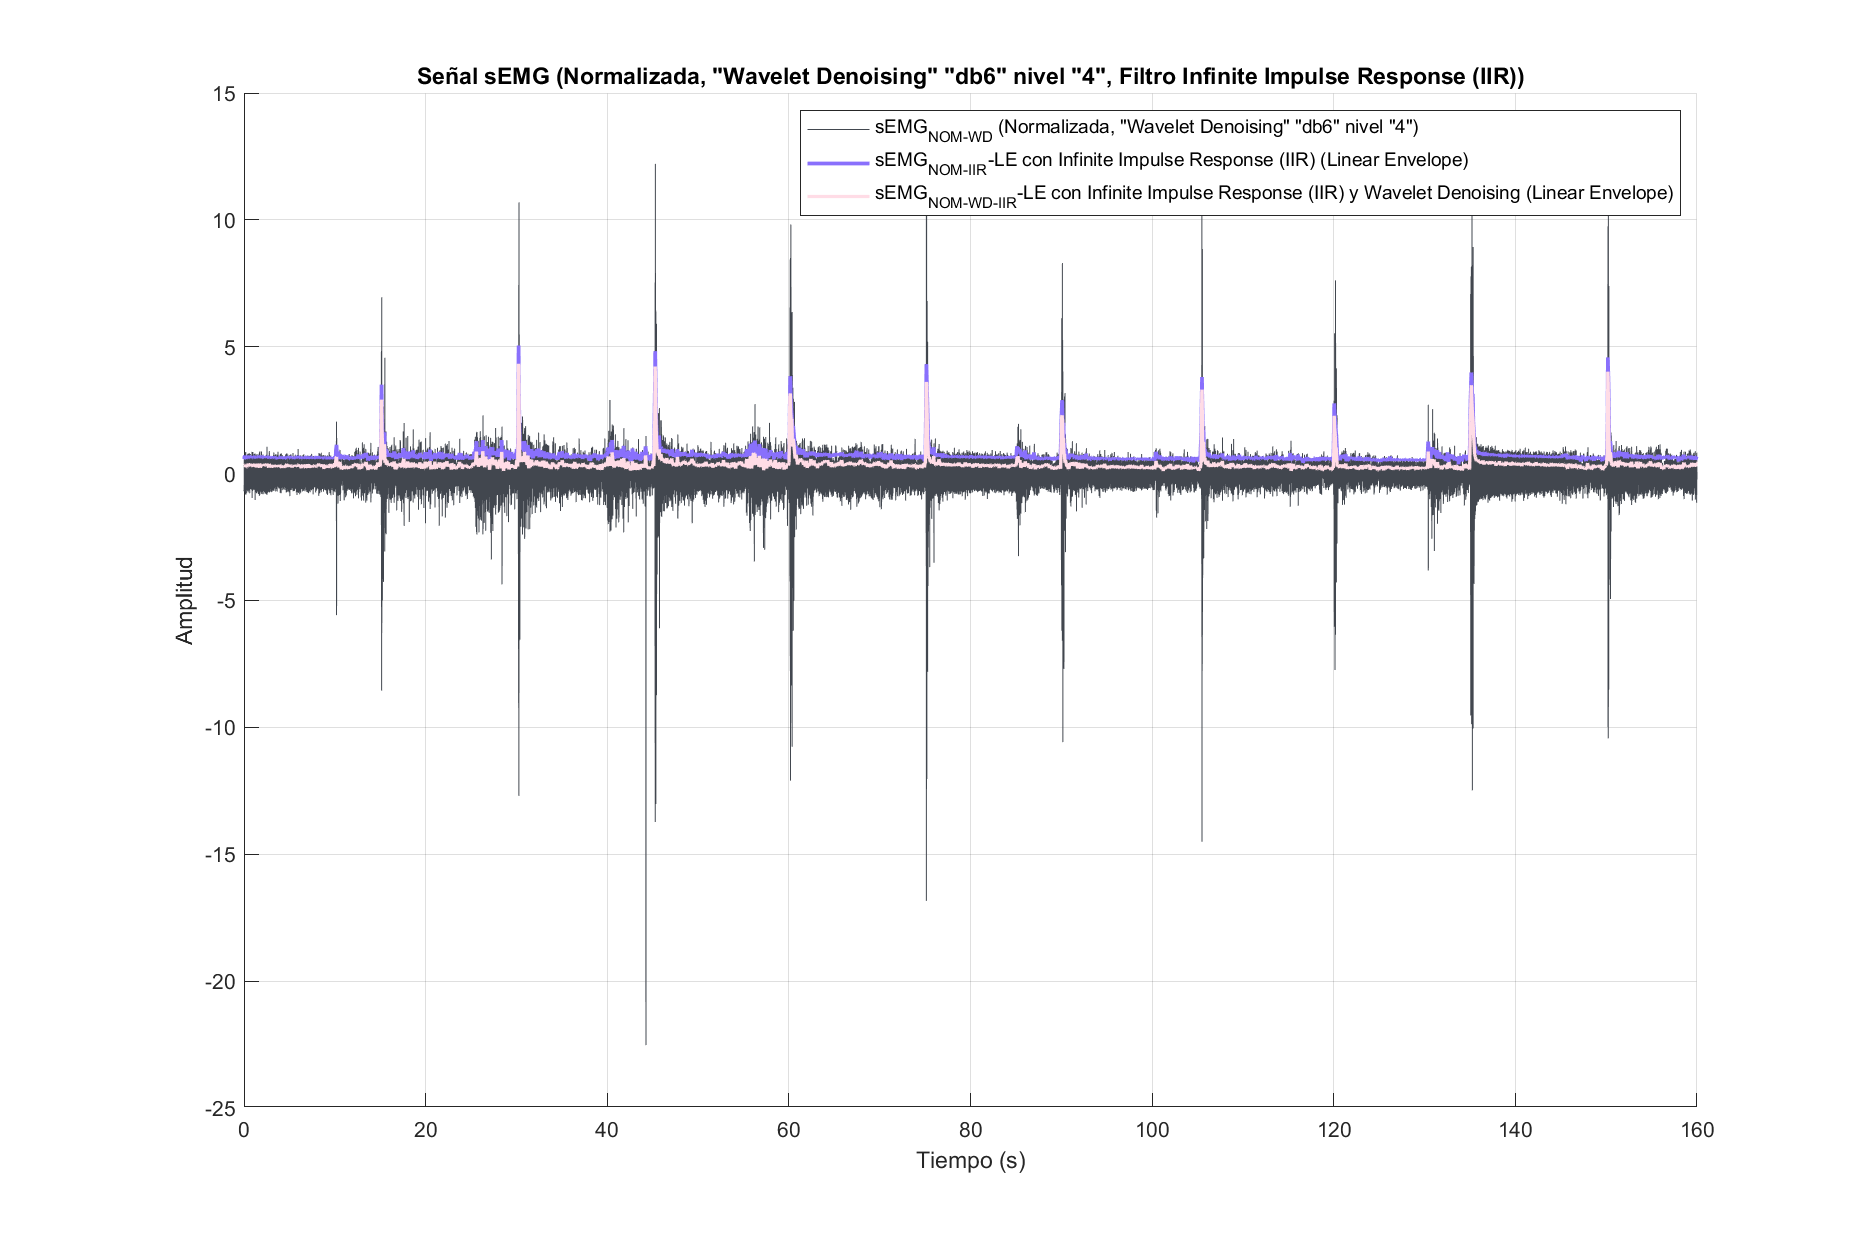 Señal sEMG (Normalizada, "Wavelet Denoising" "db6" nivel "4", Filtro Infinite Impulse Response (IIR))
sEMG_NOM-WD (Normalizada, "Wavelet Denoising" "db6" nivel "4")
sEMG_NOM-IIR-LE con Infinite Impulse Response (IIR) (Linear Envelope)
sEMG_NOM-WD-IIR-LE con Infinite Impulse Response (IIR) y Wavelet Denoising (Linear Envelope)
15
10
5
0
-5
-10
-15
-20
-25
Amplitud
0 20 40 60 80 100 120 140 160
Tiempo (s)